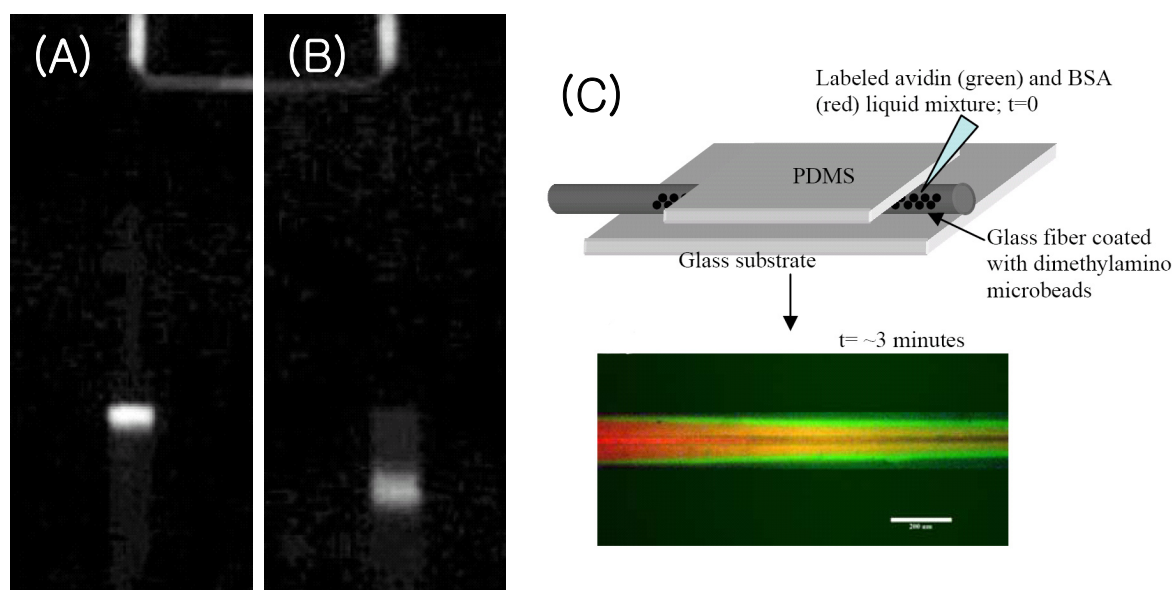 (A)
(B)
(C)
Labeled avidin (green) and BSA
(red) liquid mixture; t=0
PDMS
Glass substrate
Glass fiber coated
with dimethylamino
microbeads
t= ~3 minutes